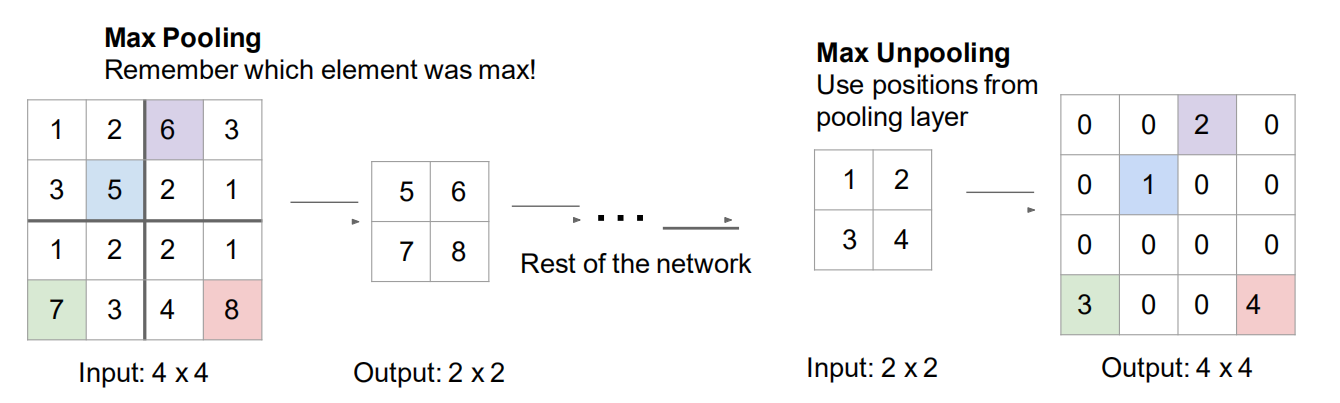 Max Pooling
Remember which element was max!
1 2 6 3
3 5 2 1
1 2 2 1
7 3 4 8
Input: 4 x 4
5 6
7 8
Output: 2 x 2
...
Rest of the network
Max Unpooling
Use positions from
pooling layer
1 2
3 4
Input: 2 x 2
0 0 2 0
0 1 0 0
0 0 0 0
3 0 0 4
Output: 4 x 4